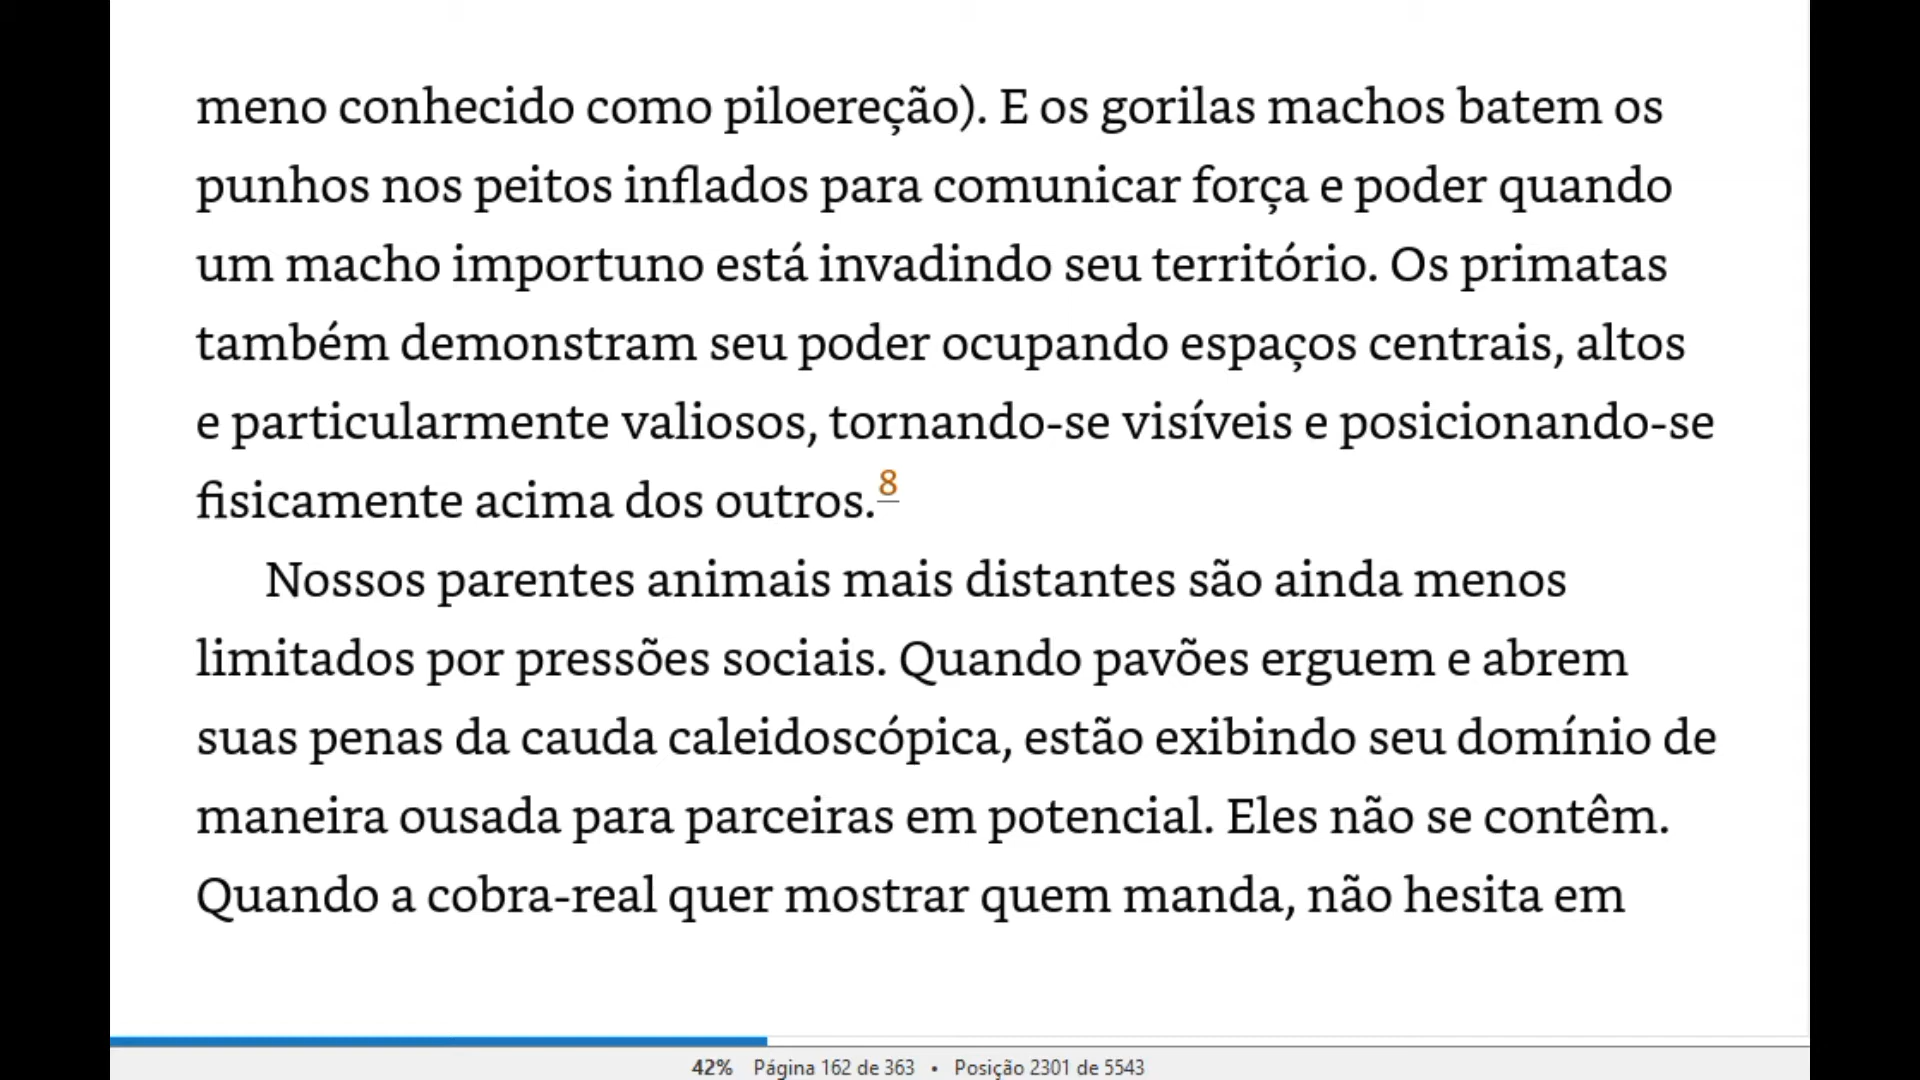 meno conhecido como piloereção). E os gorilas machos batem os
punhos nos peitos inflados para comunicar força e poder quando
um macho importuno está invadindo seu território. Os primatas
também demonstram seu poder ocupando espaços centrais, altos
e particularmente valiosos, tornando-se visíveis e posicionando-se
fisicamente acima dos outros.8
Nossos parentes animais mais distantes são ainda menos
limitados por pressões sociais. Quando pavões erguem e abrem
suas penas da cauda caleidoscópica, estão exibindo seu domínio de
maneira ousada para parceiras em potencial. Eles não se contêm.
Quando a cobra-real quer mostrar quem manda, não hesita em
42% Página 162 de 363 • Posição 2301 de 5543